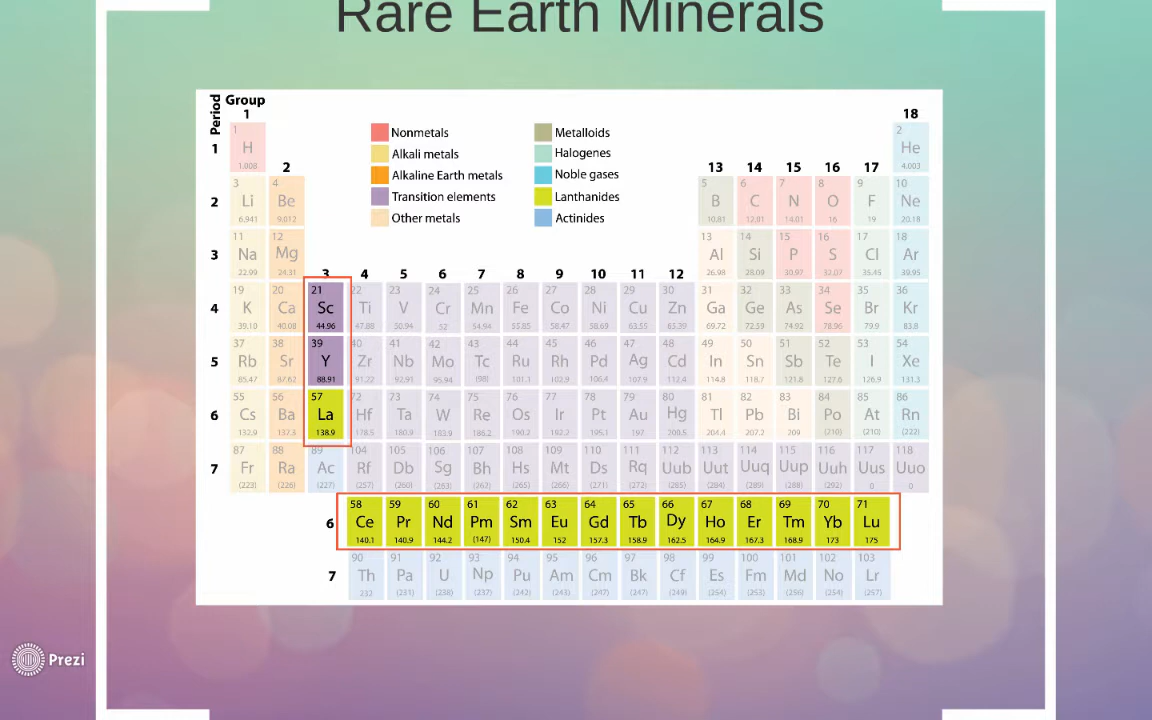 Rare Earth Minerals
Period
Group
1 18
1 H 1.008 2 He 4.003
Nonmetals Metalloids
Alkali metals Halogenes
Alkaline Earth metals Noble gases
Transition elements Lanthanides
Other metals Actinides
2 13 14 15 16 17
3 4 5 6 7 8 9 10
2 Li Be B C N O F Ne
6.941 9.012 10.81 12.01 14.01 16 19 20.18
11 12 13 14 15 16 17 18
3 Na Mg Al Si P S Cl Ar
22.99 24.31 26.98 28.09 30.97 32.07 35.45 39.95
3 4 5 6 7 8 9 10 11 12
19 20 21 22 23 24 25 26 27 28 29 30 31 32 33 34 35 36
4 K Ca Sc Ti V Cr Mn Fe Co Ni Cu Zn Ga Ge As Se Br Kr
39.10 40.08 44.96 47.88 50.94 52 54.94 55.85 58.47 58.69 63.55 65.39 69.72 72.59 74.92 78.96 79.9 83.8
37 38 39 40 41 42 43 44 45 46 47 48 49 50 51 52 53 54
5 Rb Sr Y Zr Nb Mo Tc Ru Rh Pd Ag Cd In Sn Sb Te I Xe
85.47 87.62 88.91 91.22 92.91 95.94 (98) 101.1 102.9 106.4 107.9 112.4 114.8 118.7 121.8 127.6 126.9 131.3
55 56 57 72 73 74 75 76 77 78 79 80 81 82 83 84 85 86
6 Cs Ba La Hf Ta W Re Os Ir Pt Au Hg Tl Pb Bi Po At Rn
132.9 137.3 138.9 178.5 180.9 183.9 186.2 190.2 192.2 195.1 197 200.5 204.4 207.2 209 (210) (210) (222)
87 88 89 104 105 106 107 108 109 110 111 112 113 114 115 116 117 118
7 Fr Ra Ac Rf Db Sg Bh Hs Mt Ds Rq Uub Uut Uuq Uup Uuh Uus Uuo
(223) (226) (227) (257) (260) (263) (262) (265) (266) (271) (272) (285) (284) (289) (288) (292) 0 0
58 59 60 61 62 63 64 65 66 67 68 69 70 71
6 Ce Pr Nd Pm Sm Eu Gd Tb Dy Ho Er Tm Yb Lu
140.1 140.9 144.2 (147) 150.4 152 157.3 158.9 162.5 164.9 167.3 168.9 173 175
90 91 92 93 94 95 96 97 98 99 100 101 102 103
7 Th Pa U Np Pu Am Cm Bk Cf Es Fm Md No Lr
232 (231) (238) (237) (242) (243) (247) (247) (249) (254) (253) (256) (254) (257)
Prezi